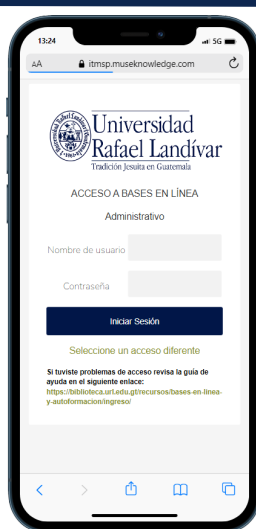 13:24
5G
AA itmsp.museknowledge.com
Universidad
Rafael Landívar
Tradición Jesuita en Guatemala
ACCESO A BASES EN LÍNEA
Administrativo
Nombre de usuario
Contraseña
Iniciar Sesión
Seleccione un acceso diferente
Si tuviste problemas de acceso revisa la guía de
ayuda en el siguiente enlace:
https://biblioteca.url.edu.gt/recursos/bases-en-linea-
y-autoformacion/ingreso/